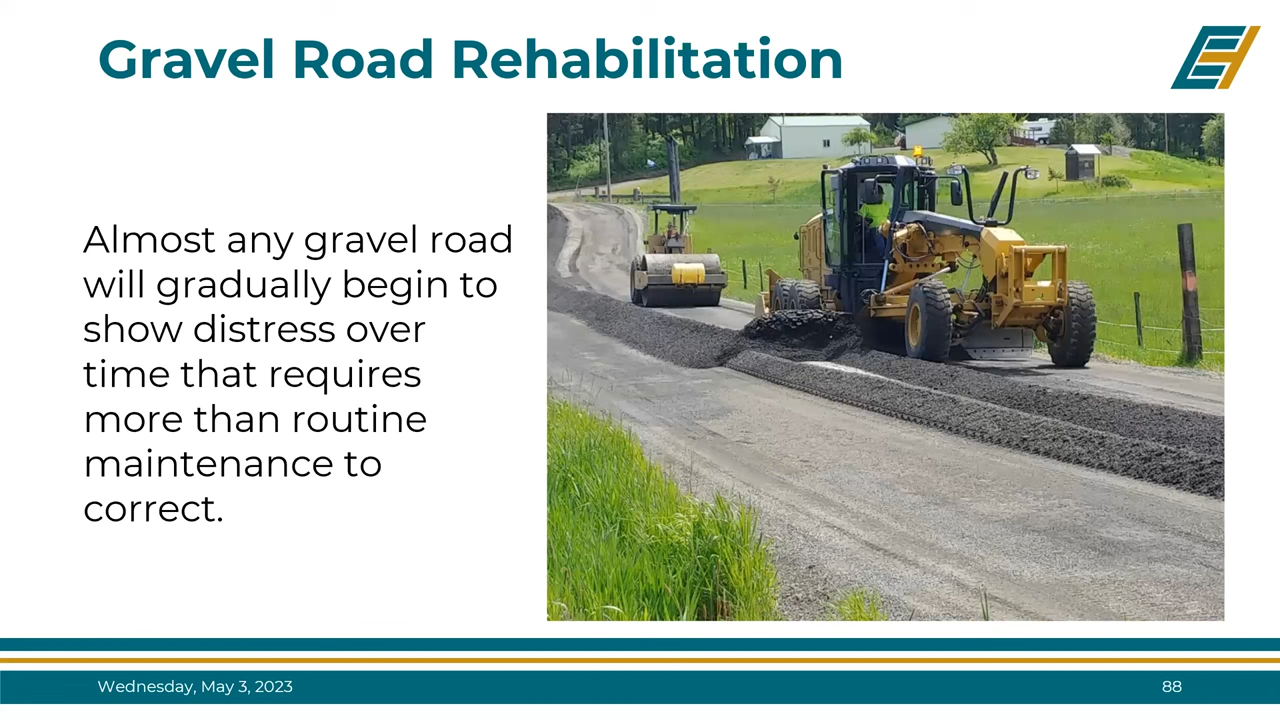 Gravel Road Rehabilitation
Almost any gravel road
will gradually begin to
show distress over
time that requires
more than routine
maintenance to
correct.
Wednesday, May 3, 2023
88